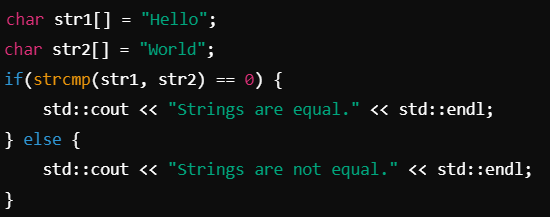 char str1[] = "Hello";
char str2[] = "World";
if(strcmp(str1, str2) == 0) {
    std::cout << "Strings are equal." << std::endl;
} else {
    std::cout << "Strings are not equal." << std::endl;
}